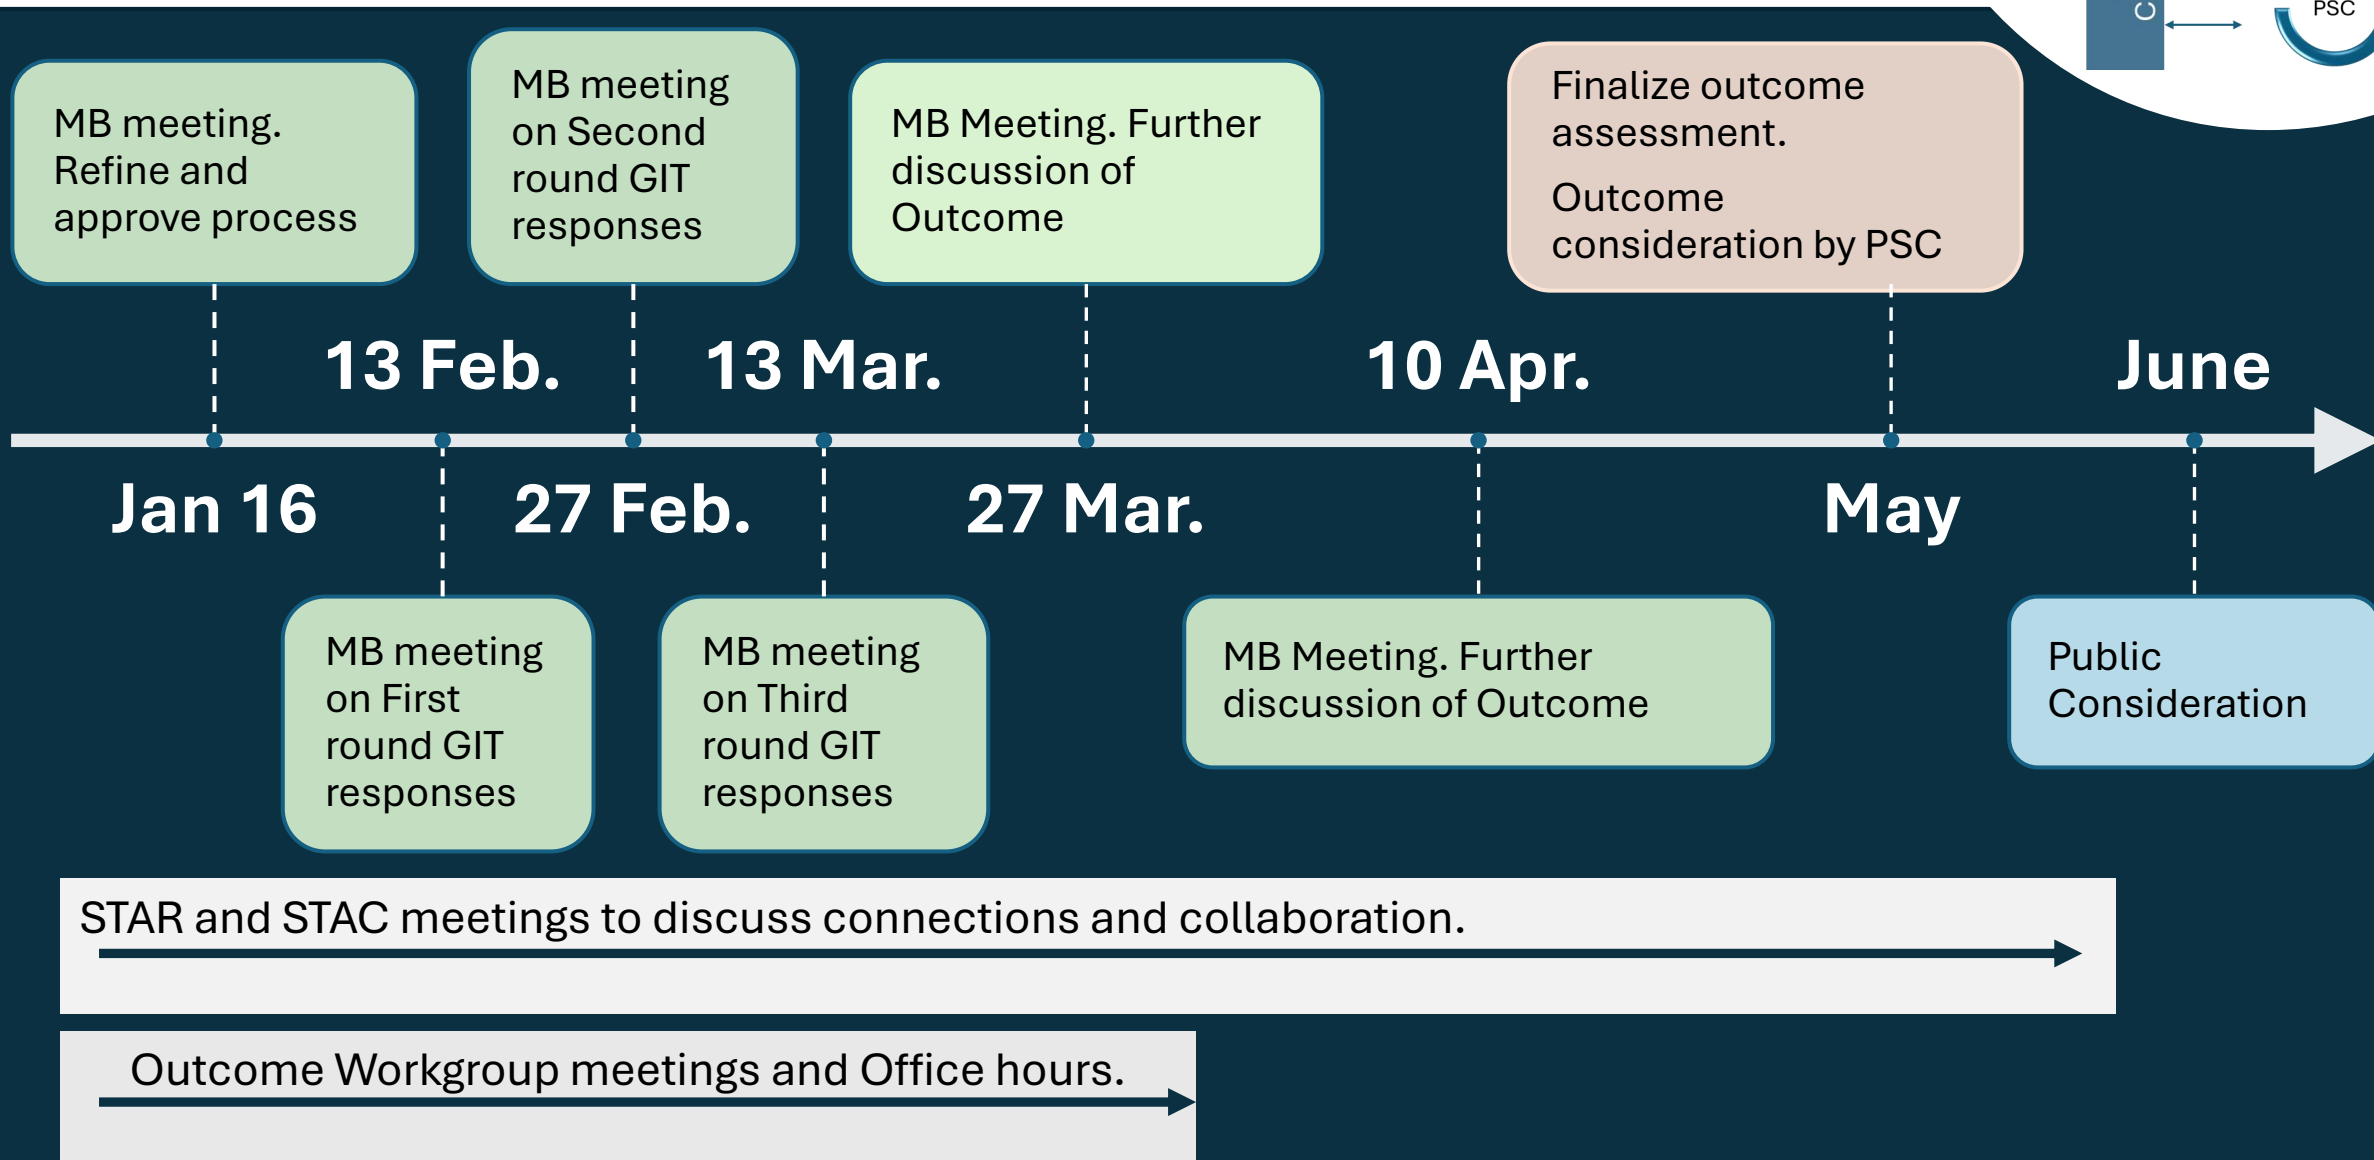 C
PSC
MB meeting.
Refine and
approve process
MB meeting
on Second
round GIT
responses
MB Meeting. Further
discussion of
Outcome
Finalize outcome
assessment.
Outcome
consideration by PSC
13 Feb.
13 Mar.
10 Apr.
June
Jan 16
27 Feb.
27 Mar.
May
MB meeting
on First
round GIT
responses
MB meeting
on Third
round GIT
responses
MB Meeting. Further
discussion of Outcome
Public
Consideration
STAR and STAC meetings to discuss connections and collaboration.
Outcome Workgroup meetings and Office hours.